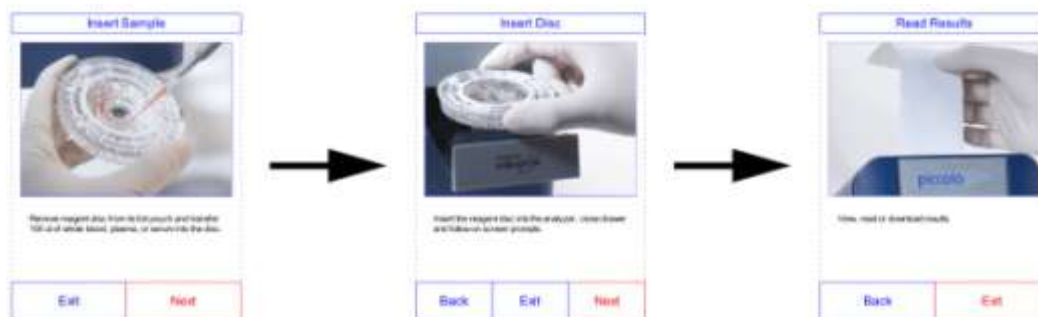 Insert Sample
Remove reagent disc from its foil pouch and transfer
100 ul of whole blood, plasma, or serum into the disc.
Exit
Next
Insert Disc
Insert the reagent disc into the analyzer, close drawer
and follow on-screen prompts.
Back
Exit
Next
Read Results
piccolo
View, read or download results.
Back
Exit